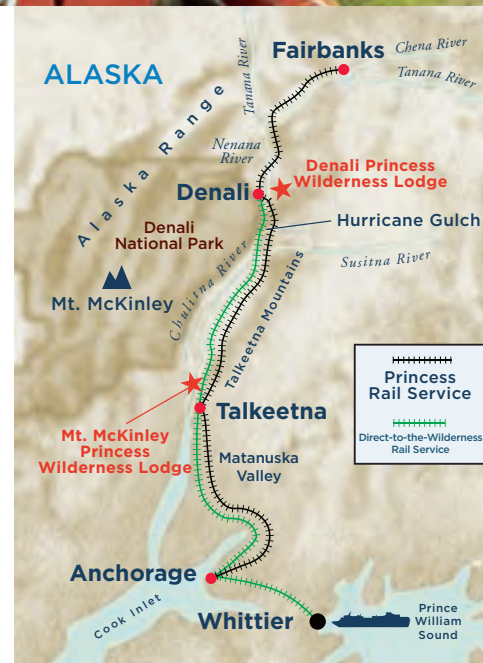 Fairbanks
Chena River
ALASKA
Tanana River
Tanana River
Alaska Range
Nenana
River
Denali Princess
Wilderness Lodge
Denali
Hurricane Gulch
Denali
National Park
Susitna River
Chulitna River
Talkeetna Mountains
Mt. McKinley
Princess
Rail Service
Talkeetna
Direct-to-the-Wilderness
Rail Service
Mt. McKinley
Princess
Wilderness Lodge
Matanuska
Valley
Anchorage
Cook Inlet
Whittier
Prince
William
Sound